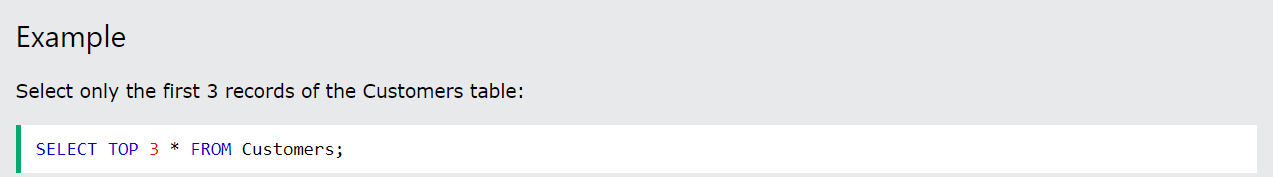 Example
Select only the first 3 records of the Customers table:
SELECT TOP 3 * FROM Customers;